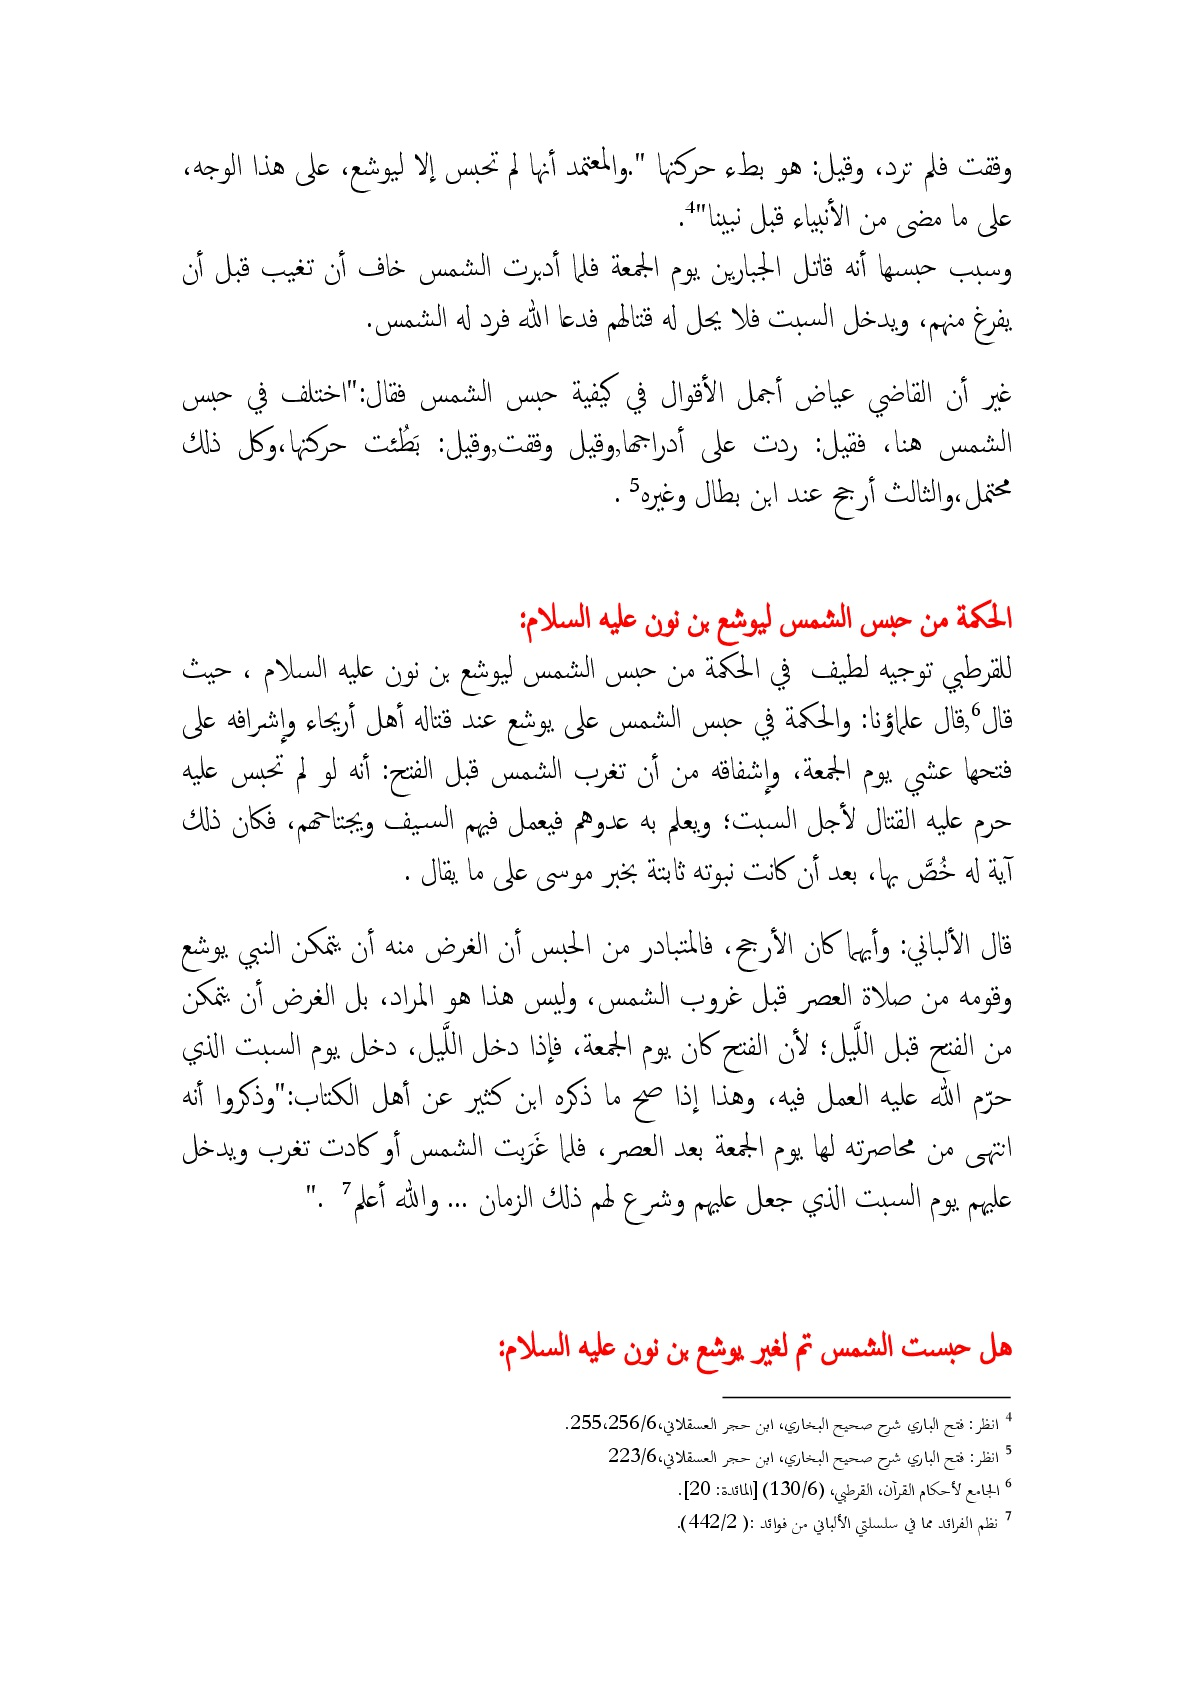 وقفت فلم ترد، وقيل: هو بطء حركتها ".والمعتمد أنها لم تحبس إلا ليوشع، على هذا الوجه،
على ما مضى من الأنبياء قبل نبينا"4.
وسبب حبسها أنه قاتل الجبارين يوم الجمعة فلما أدبرت الشمس خاف أن تغيب قبل أن
يفرغ منهم، ويدخل السبت فلا يحل له قتالهم فدعا الله فرد له الشمس.
غير أن القاضي عياض أجمل الأقوال في كيفية حبس الشمس فقال:"اختلف في حبس
الشمس هنا، فقيل: ردت على أدراجها,وقيل وقفت,وقيل: بَطُئت حركتها،وكل ذلك
محتمل،والثالث أرجح عند ابن بطال وغيره5 .
الحكمة من حبس الشمس ليوشع بن نون عليه السلام:
للقرطبي توجيه لطيف في الحكمة من حبس الشمس ليوشع بن نون عليه السلام ، حيث
قال6,قال علماؤنا: والحكمة في حبس الشمس على يوشع عند قتاله أهل أريحاء وإشرافه على
فتحها عشي يوم الجمعة، وإشفاقه من أن تغرب الشمس قبل الفتح: أنه لو لم تحبس عليه
حرم عليه القتال لأجل السبت؛ ويعلم به عدوهم فيعمل فيهم السيف ويجتاحهم، فكان ذلك
آية له خُصَّ بها، بعد أن كانت نبوته ثابتة بخبر موسى على ما يقال .
قال الألباني: وأيهما كان الأرجح، فالمتبادر من الحبس أن الغرض منه أن يتمكن النبي يوشع
وقومه من صلاة العصر قبل غروب الشمس، وليس هذا هو المراد، بل الغرض أن يتمكن
من الفتح قبل اللَّيل؛ لأن الفتح كان يوم الجمعة، فإذا دخل اللَّيل، دخل يوم السبت الذي
حرّم الله عليه العمل فيه، وهذا إذا صح ما ذكره ابن كثير عن أهل الكتاب:"وذكروا أنه
انتهى من محاصرته لها يوم الجمعة بعد العصر، فلما غَرَبت الشمس أو كادت تغرب ويدخل
عليهم يوم السبت الذي جعل عليهم وشرع لهم ذلك الزمان ... والله أعلم7 ."
هل حبست الشمس تم لغير يوشع بن نون عليه السلام:
4 انظر: فتح الباري شرح صحيح البخاري، ابن حجر العسقلاني،255،256/6.
5 انظر: فتح الباري شرح صحيح البخاري، ابن حجر العسقلاني،223/6
6 الجامع لأحكام القرآن، القرطبي، (130/6) [المائدة: 20].
7 نظم الفرائد مما في سلسلتي الألباني من فوائد :( 442/2).